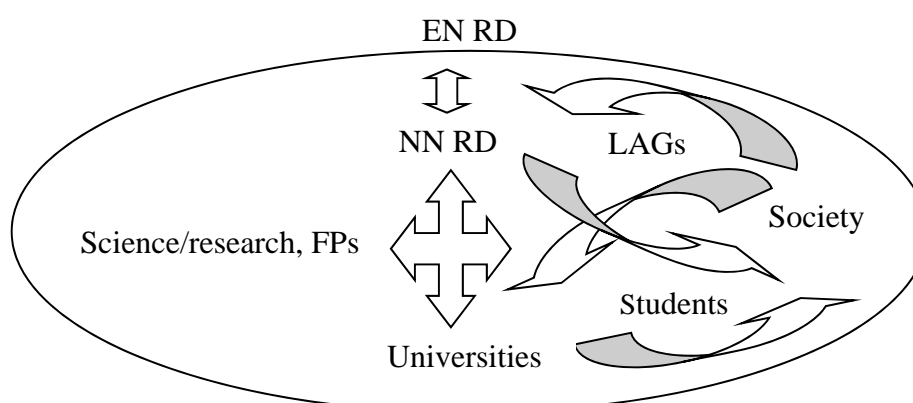 EN RD
NN RD
LAGs
Society
Science/research, FPs
Students
Universities